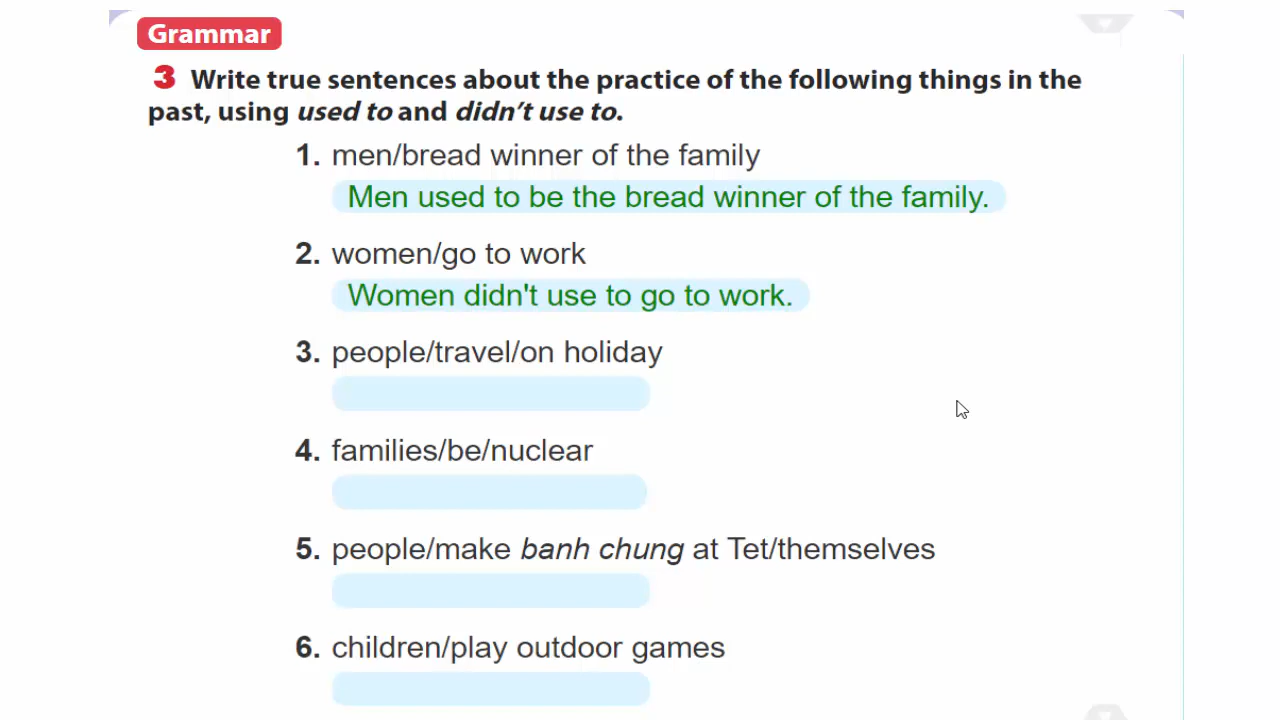 Grammar
3 Write true sentences about the practice of the following things in the
past, using used to and didn't use to.
1. men/bread winner of the family
Men used to be the bread winner of the family.
2. women/go to work
Women didn't use to go to work.
3. people/travel/on holiday
4. families/be/nuclear
5. people/make banh chung at Tet/themselves
6. children/play outdoor games